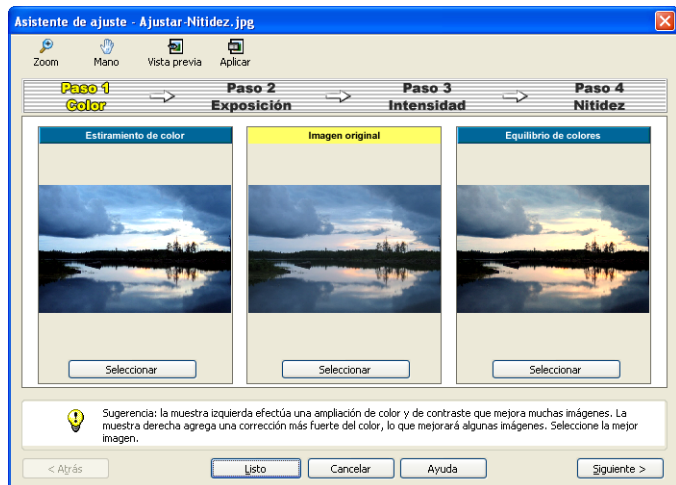 Asistente de ajuste - Ajustar-Nitidez.jpg
Zoom Mano Vista previa Aplicar
Paso 1 Paso 2 Paso 3 Paso 4
Color Exposición Intensidad Nitidez
Estiramiento de color Imagen original Equilibrio de colores
Seleccionar Seleccionar Seleccionar
Sugerencia: la muestra izquierda efectúa una ampliación de color y de contraste que mejora muchas imágenes. La
muestra derecha agrega una corrección más fuerte del color, lo que mejorará algunas imágenes. Seleccione la mejor
imagen.
< Atrás Listo Cancelar Ayuda Siguiente >